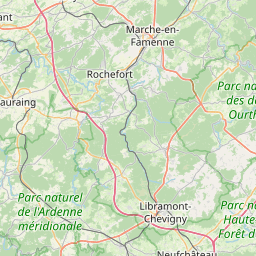 ant
Marche-en-
Famenne
Rochefort
auraing
Parc na
des de
Ourth
Parc naturel
de l'Ardenne
méridionale
Libramont-
Chevigny
Parc
Haute
Forêt d
Neufchâteau